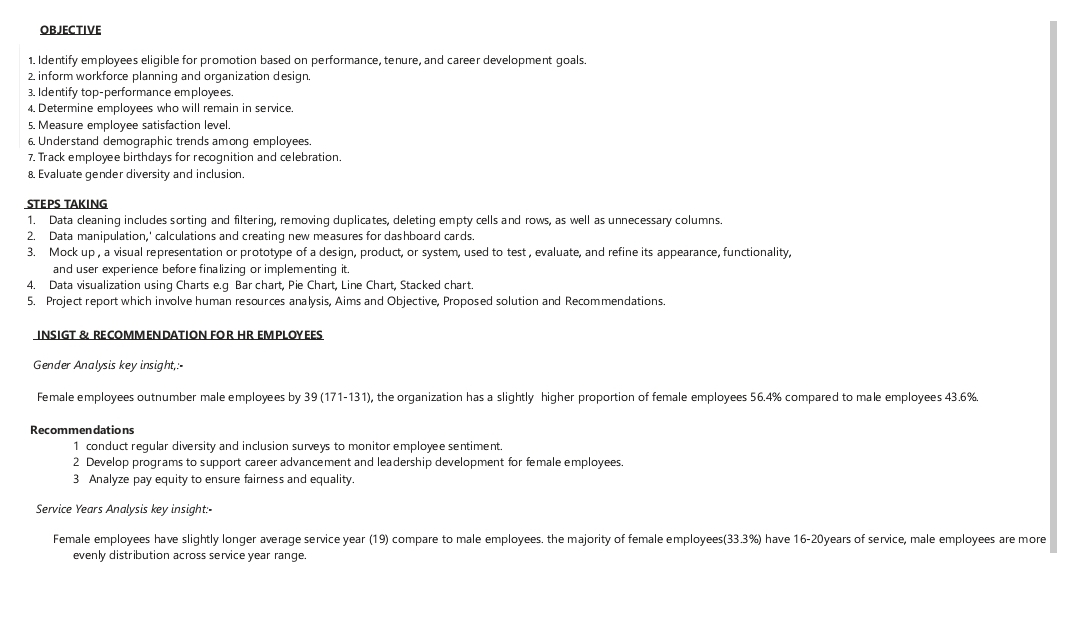 OBJECTIVE
1. Identify employees eligible for promotion based on performance, tenure, and career development goals.
2. inform workforce planning and organization design.
3. Identify top-performance employees.
4. Determine employees who will remain in service.
5. Measure employee satisfaction level.
6. Understand demographic trends among employees.
7. Track employee birthdays for recognition and celebration.
8. Evaluate gender diversity and inclusion.
STEPS TAKING
1. Data cleaning includes sorting and filtering, removing duplicates, deleting empty cells and rows, as well as unnecessary columns.
2. Data manipulation,' calculations and creating new measures for dashboard cards.
3. Mock up , a visual representation or prototype of a design, product, or system, used to test , evaluate, and refine its appearance, functionality,
and user experience before finalizing or implementing it.
4. Data visualization using Charts e.g Bar chart, Pie Chart, Line Chart, Stacked chart.
5. Project report which involve human resources analysis, Aims and Objective, Proposed solution and Recommendations.
INSIGT & RECOMMENDATION FOR HR EMPLOYEES
Gender Analysis key insight,:-
Female employees outnumber male employees by 39 (171-131), the organization has a slightly higher proportion of female employees 56.4% compared to male employees 43.6%.
Recommendations
1 conduct regular diversity and inclusion surveys to monitor employee sentiment.
2 Develop programs to support career advancement and leadership development for female employees.
3 Analyze pay equity to ensure fairness and equality.
Service Years Analysis key insight:-
Female employees have slightly longer average service year (19) compare to male employees. the majority of female employees(33.3%) have 16-20years of service, male employees are more
evenly distribution across service year range.